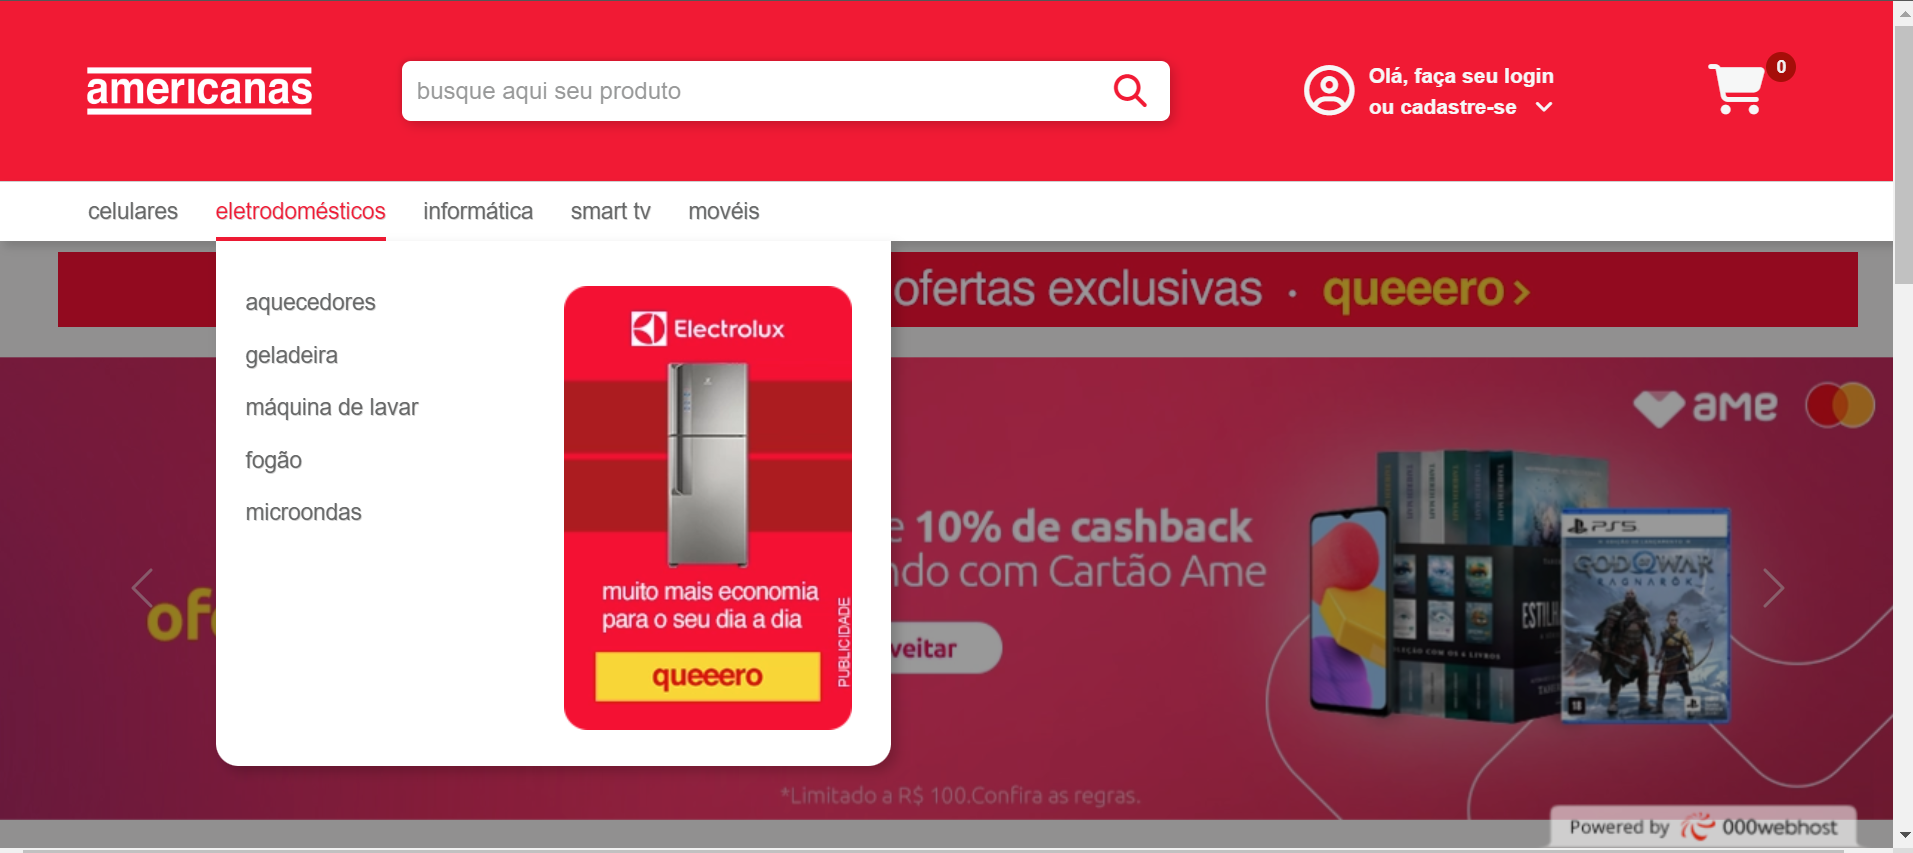 americanas
busque aqui seu produto
Olá, faça seu login
ou cadastre-se
0
celulares
eletrodomésticos
informática
smart tv
movéis
ofertas exclusivas · queeero >
aquecedores
geladeira
máquina de lavar
fogão
microondas
Electrolux
muito mais economia
para o seu dia a dia
queeero
PUBLICIDADE
ame
ofe
e 10% de cashback
ndo com Cartão Ame
veitar
PS5
GOD OF WAR
RAGNARÖK
18
*Limitado a R$ 100.Confira as regras.
Powered by 000webhost